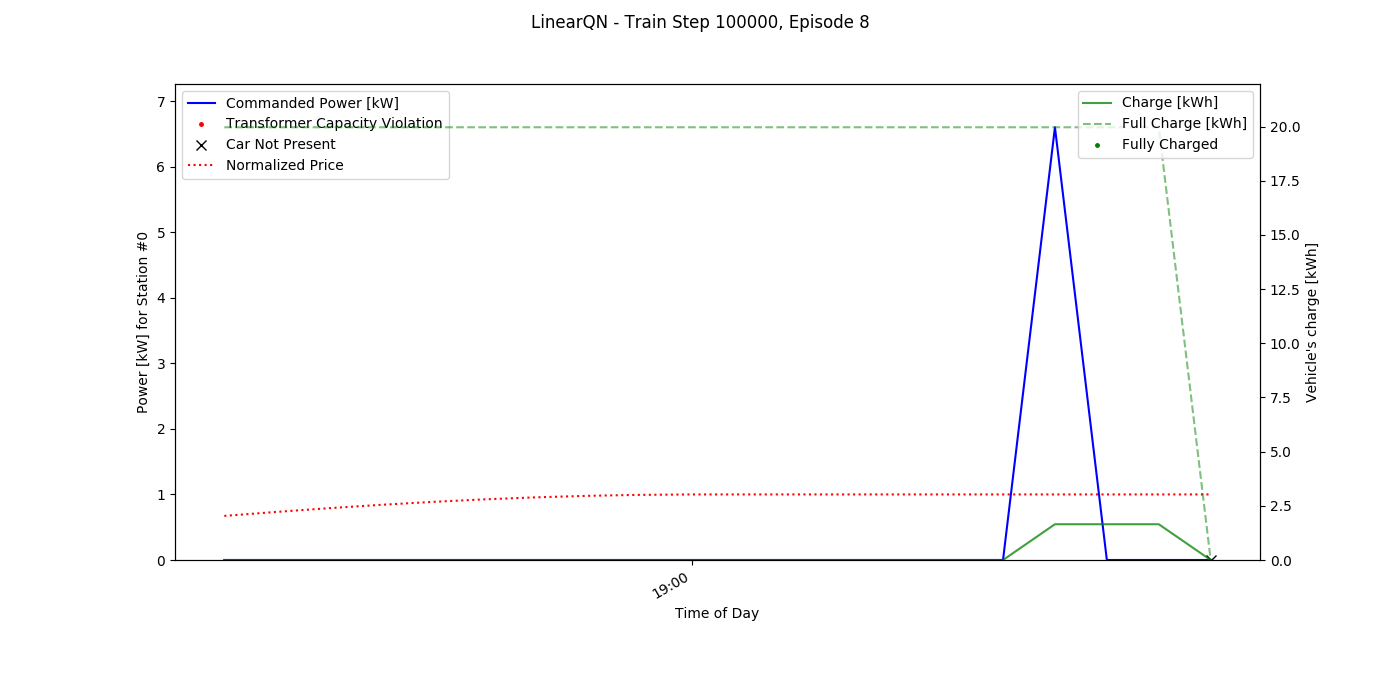 LinearQN - Train Step 100000, Episode 8
Commanded Power [kW]
Transformer Capacity Violation
Car Not Present
Normalized Price
Charge [kWh]
Full Charge [kWh]
Fully Charged
7
6
5
4
3
2
1
0
Power [kW] for Station #0
20.0
17.5
15.0
12.5
10.0
7.5
5.0
2.5
0.0
Vehicle's charge [kWh]
19:00
Time of Day